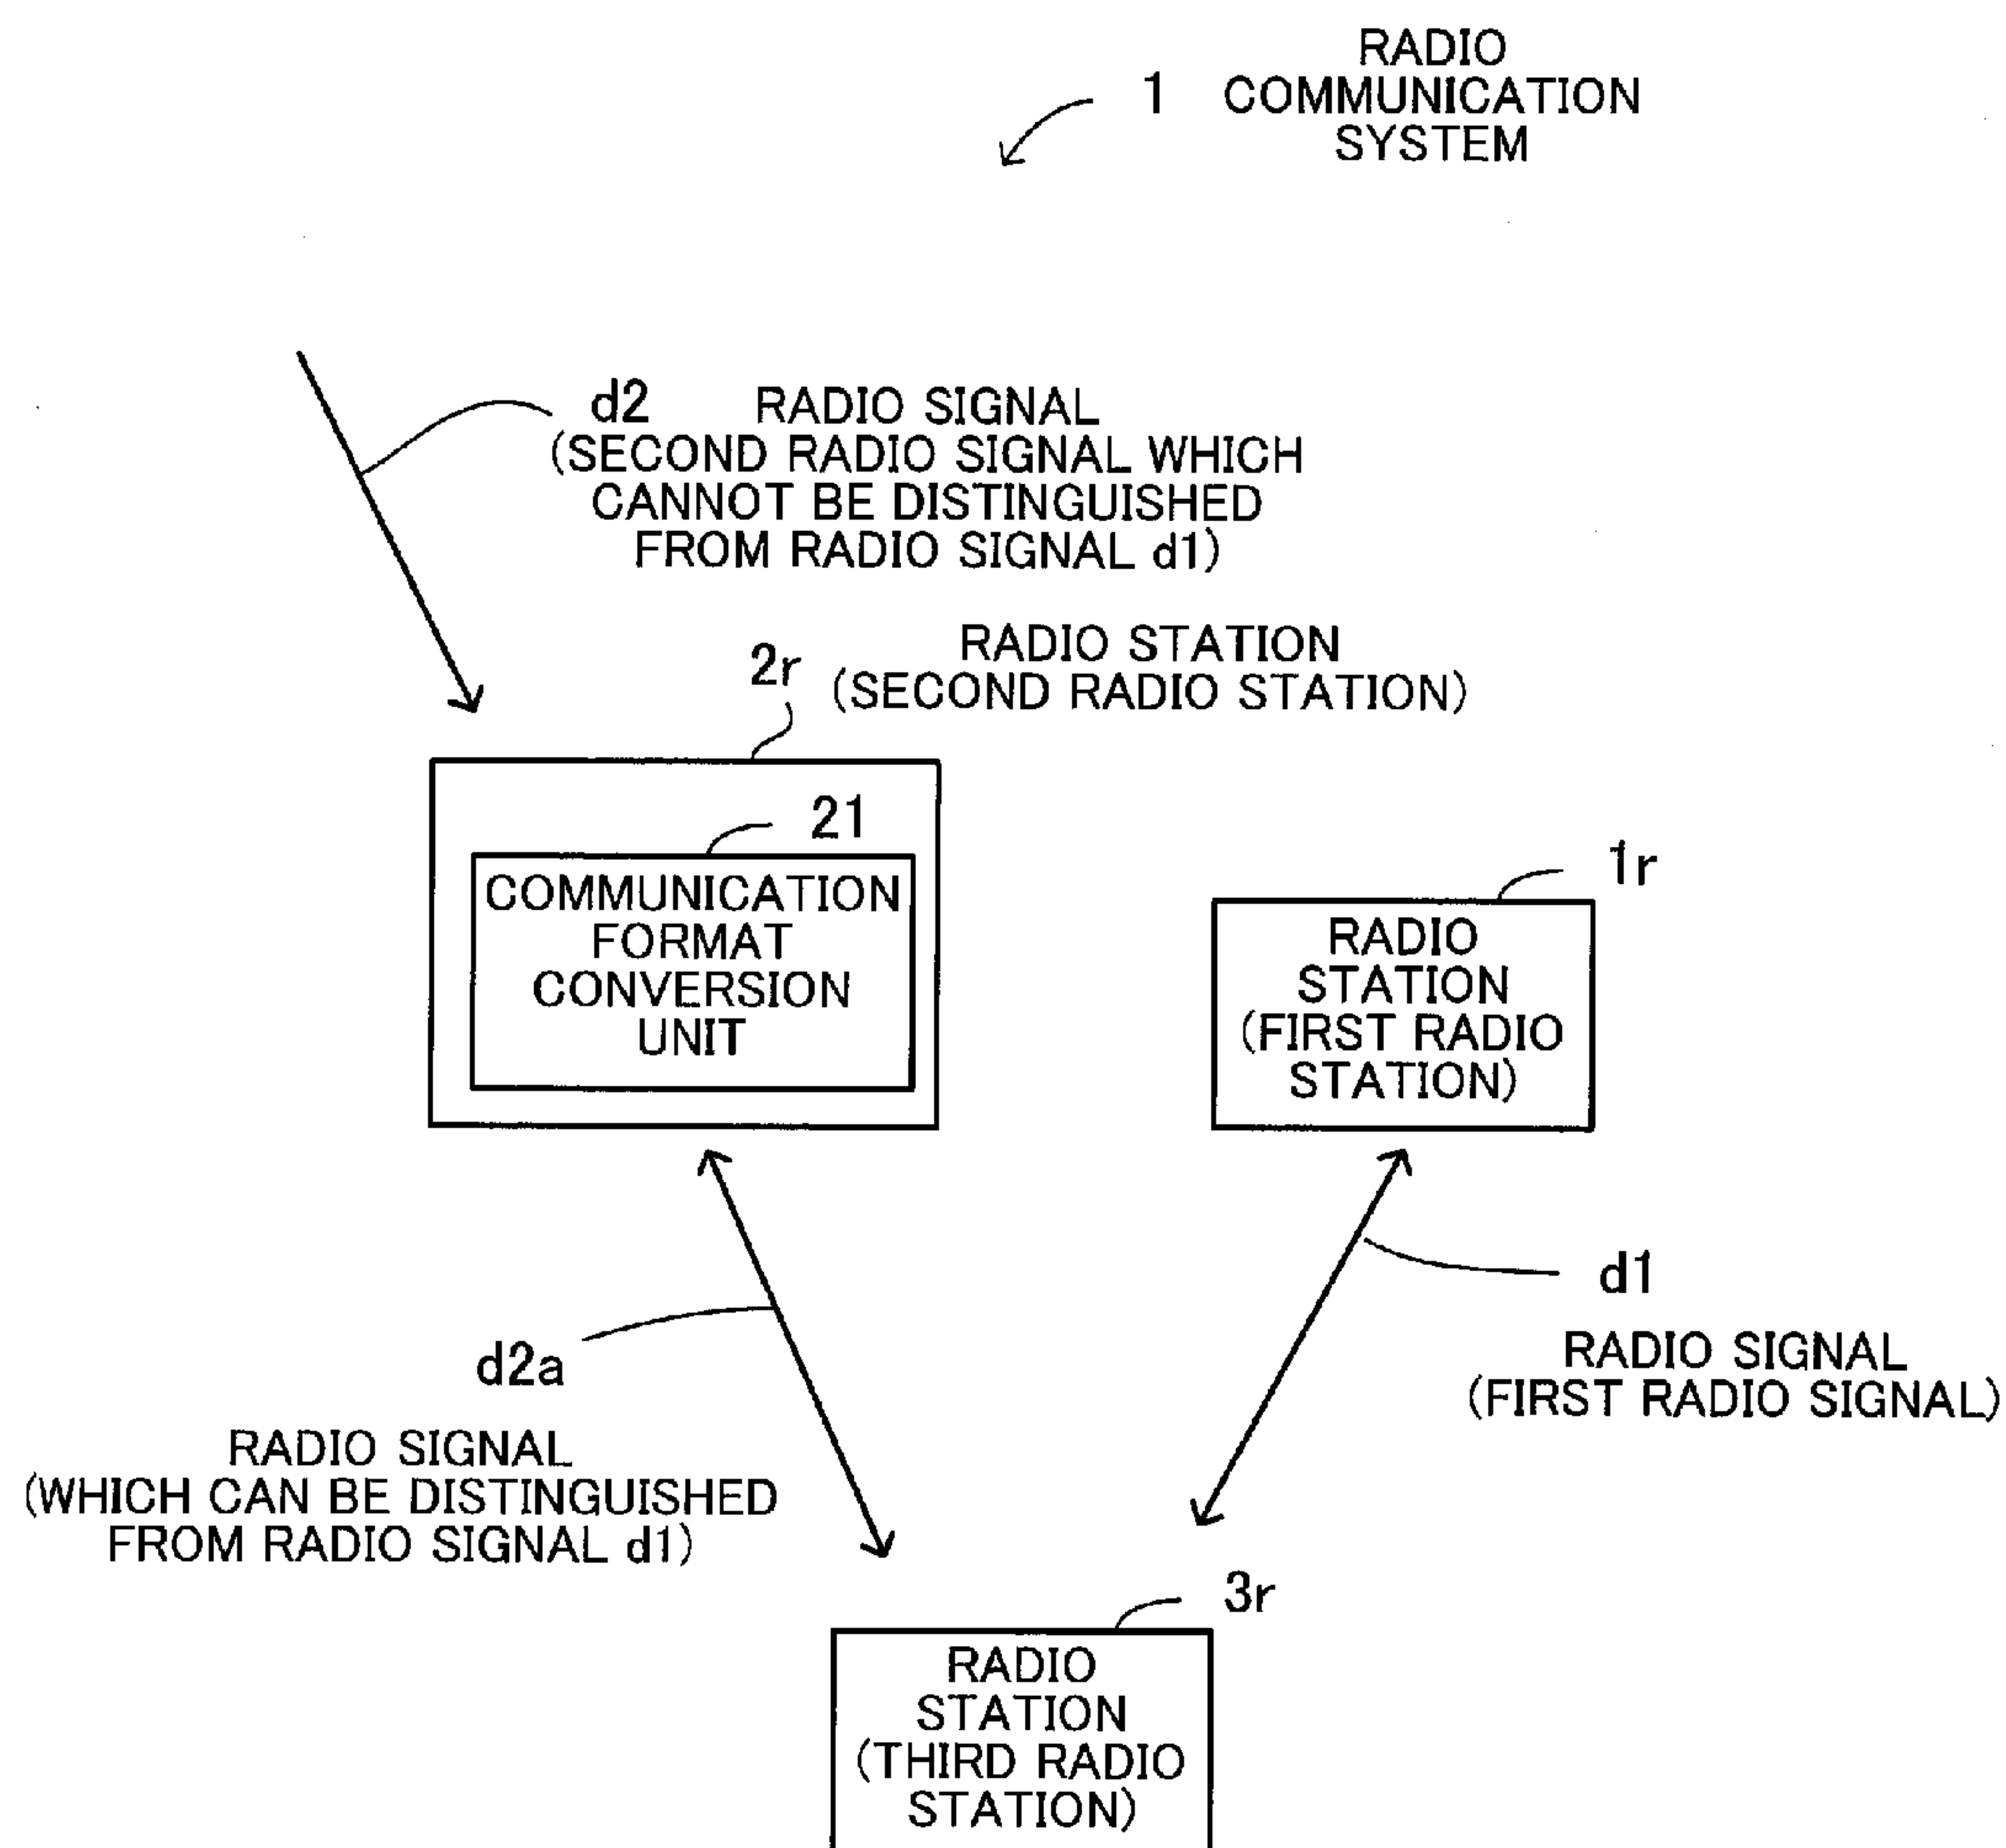 RADIO
1 COMMUNICATION
SYSTEM
d2 RADIO SIGNAL
(SECOND RADIO SIGNAL WHICH
CANNOT BE DISTINGUISHED
FROM RADIO SIGNAL d1)
2r RADIO STATION
(SECOND RADIO STATION)
21
COMMUNICATION
FORMAT
CONVERSION
UNIT
1r
RADIO
STATION
(FIRST RADIO
STATION)
d1
RADIO SIGNAL
(FIRST RADIO SIGNAL)
d2a
RADIO SIGNAL
(WHICH CAN BE DISTINGUISHED
FROM RADIO SIGNAL d1)
3r
RADIO
STATION
(THIRD RADIO
STATION)